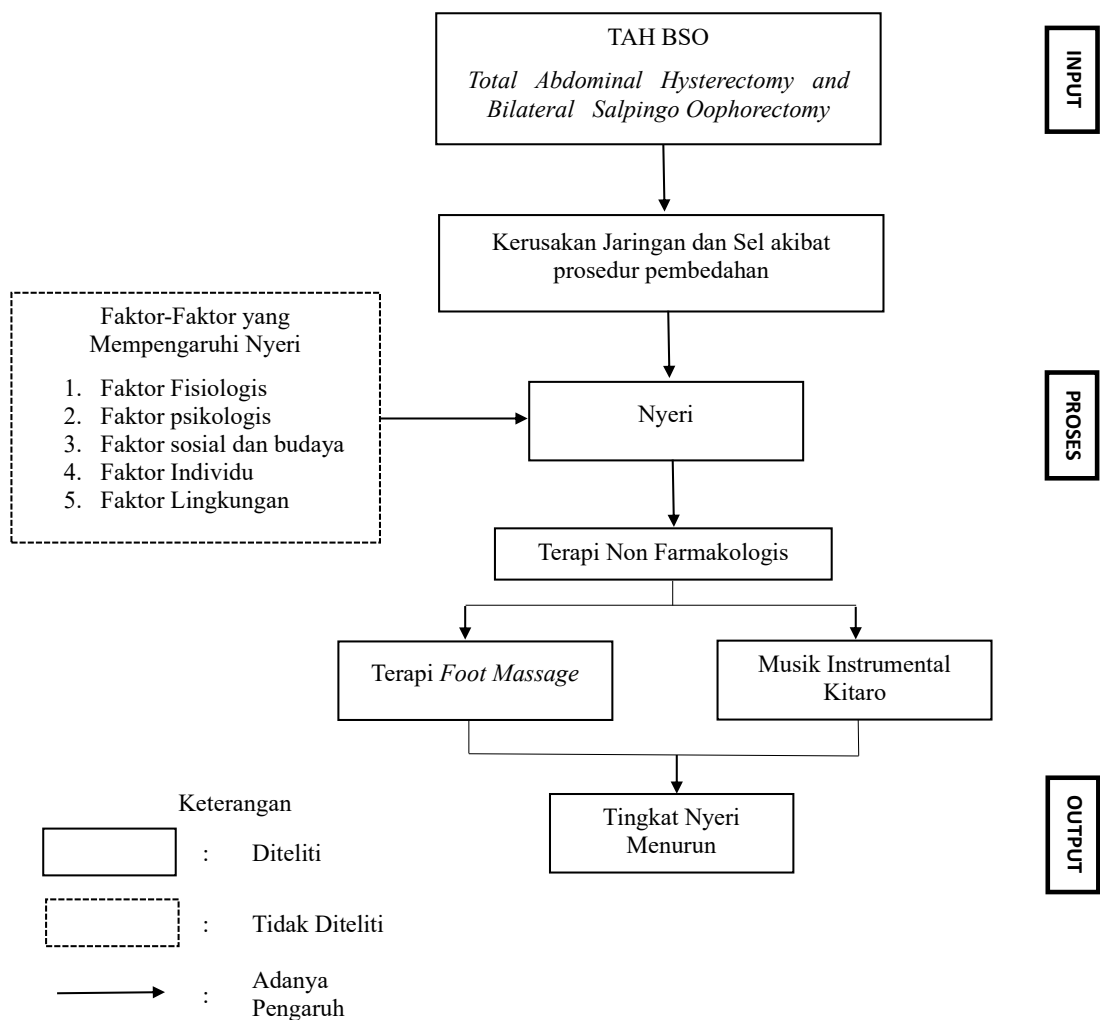 TAH BSO
Total Abdominal Hysterectomy and
Bilateral Salpingo Oophorectomy
INPUT
Kerusakan Jaringan dan Sel akibat
prosedur pembedahan
Faktor-Faktor yang
Mempengaruhi Nyeri
1. Faktor Fisiologis
2. Faktor psikologis
3. Faktor sosial dan budaya
4. Faktor Individu
5. Faktor Lingkungan
Nyeri
PROSES
Terapi Non Farmakologis
Terapi Foot Massage
Musik Instrumental
Kitaro
Tingkat Nyeri
Menurun
OUTPUT
Keterangan
: Diteliti
: Tidak Diteliti
: Adanya
Pengaruh